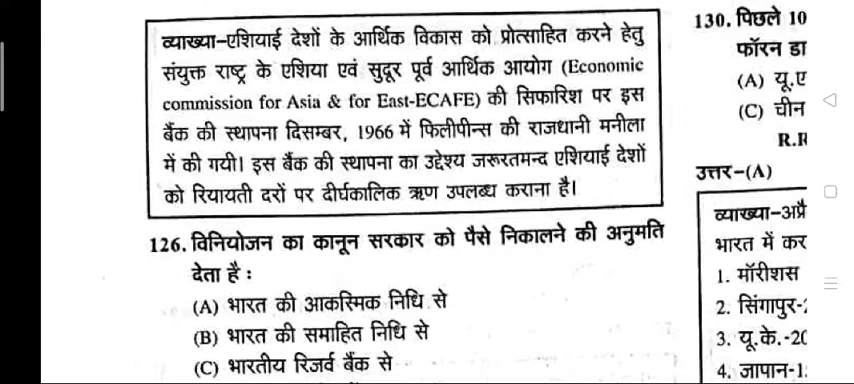 व्याख्या-एशियाई देशों के आर्थिक विकास को प्रोत्साहित करने हेतु
संयुक्त राष्ट्र के एशिया एवं सुदूर पूर्व आर्थिक आयोग (Economic
commission for Asia & for East-ECAFE) की सिफारिश पर इस
बैंक की स्थापना दिसम्बर, 1966 में फिलीपीन्स की राजधानी मनीला
में की गयी। इस बैंक की स्थापना का उद्देश्य जरूरतमन्द एशियाई देशों
को रियायती दरों पर दीर्घकालिक ऋण उपलब्ध कराना है।
126. विनियोजन का कानून सरकार को पैसे निकालने की अनुमति
देता है :
(A) भारत की आकस्मिक निधि से
(B) भारत की समाहित निधि से
(C) भारतीय रिजर्व बैंक से
130. पिछले 10
फॉरन डा
(A) यू.ए
(C) चीन
R.R
उत्तर-(A)
व्याख्या-अप्रै
भारत में कर
1. मॉरीशस
2. सिंगापुर-
3. यू.के.-20
4. जापान-1